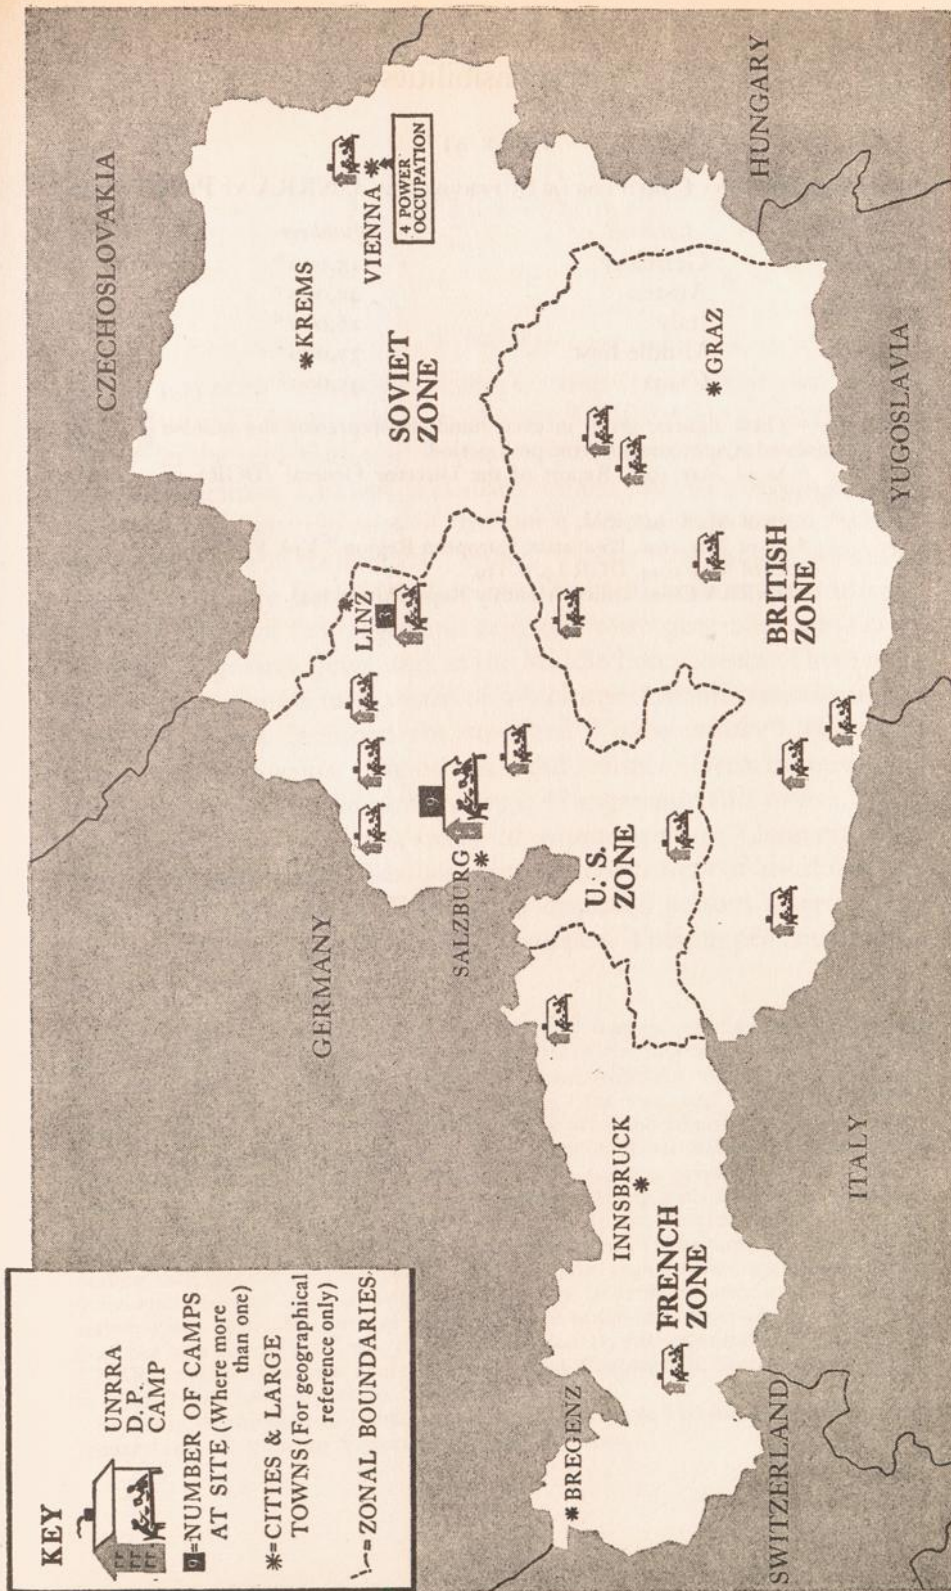 KEY
UNRRA
D.P.
CAMP
9=NUMBER OF CAMPS
AT SITE (Where more
than one)
*=CITIES & LARGE
TOWNS (For geographical
reference only)
=ZONAL BOUNDARIES
CZECHOSLOVAKIA
GERMANY
HUNGARY
YUGOSLAVIA
ITALY
SWITZERLAND
KREMS
VIENNA
4 POWER
OCCUPATION
SOVIET
ZONE
LINZ
3
SALZBURG
9
U. S.
ZONE
GRAZ
BRITISH
ZONE
INNSBRUCK
FRENCH
ZONE
BREGENZ